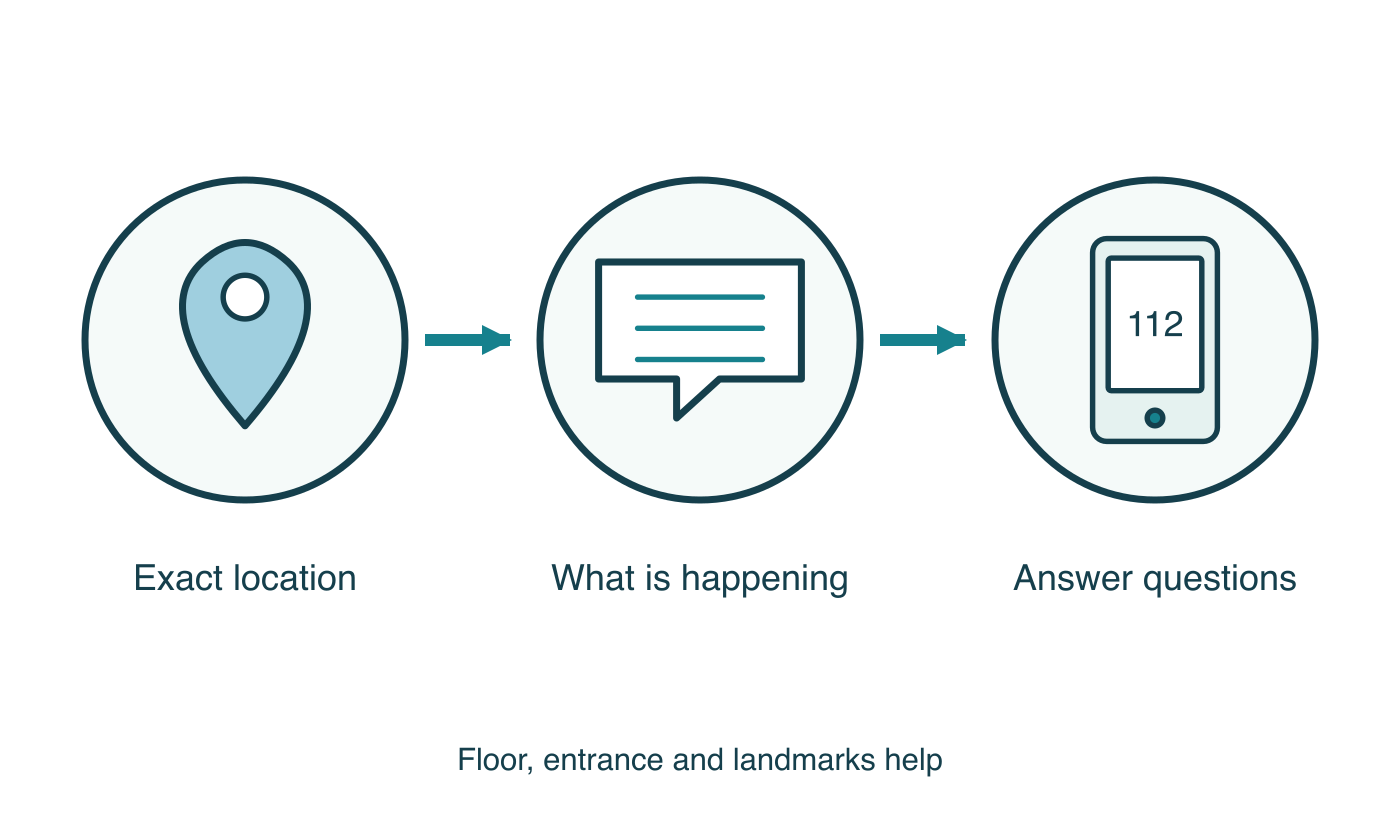 112
Exact location
What is happening
Answer questions
Floor, entrance and landmarks help